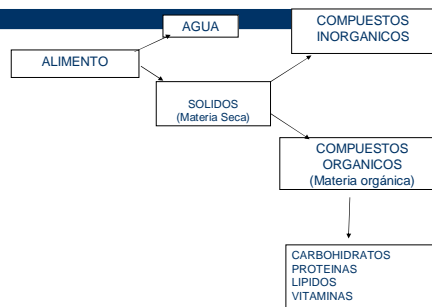 AGUA
COMPUESTOS
INORGANICOS
ALIMENTO
SOLIDOS
(Materia Seca)
COMPUESTOS
ORGANICOS
(Materia orgánica)
CARBOHIDRATOS
PROTEINAS
LIPIDOS
VITAMINAS